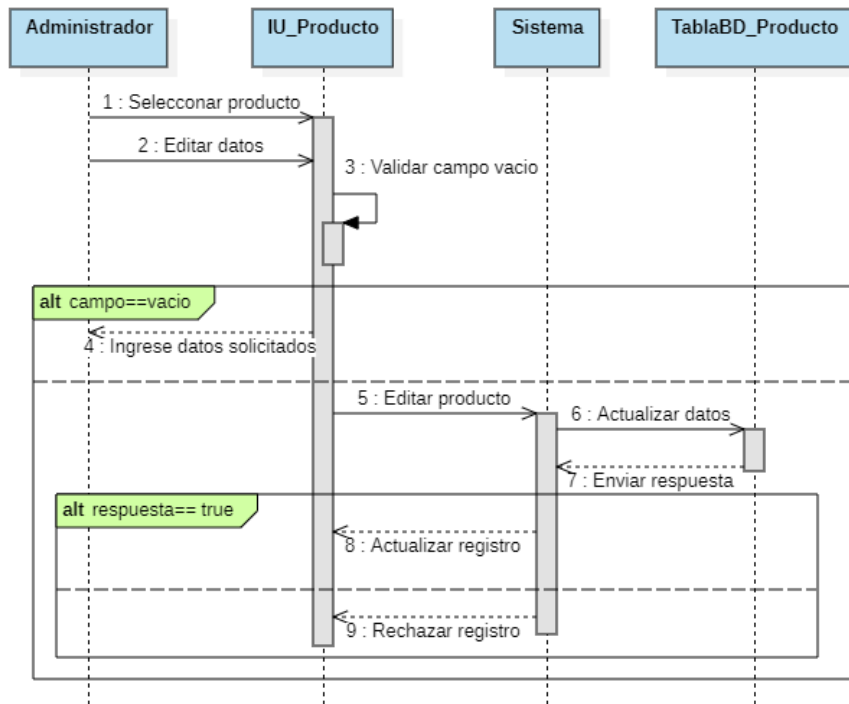 Administrador
IU_Producto
Sistema
TablaBD_Producto
1 : Selecconar producto
2 : Editar datos
3 : Validar campo vacio
alt campo==vacio
4 : Ingrese datos solicitados
5 : Editar producto
6 : Actualizar datos
7 : Enviar respuesta
alt respuesta== true
8 : Actualizar registro
9 : Rechazar registro